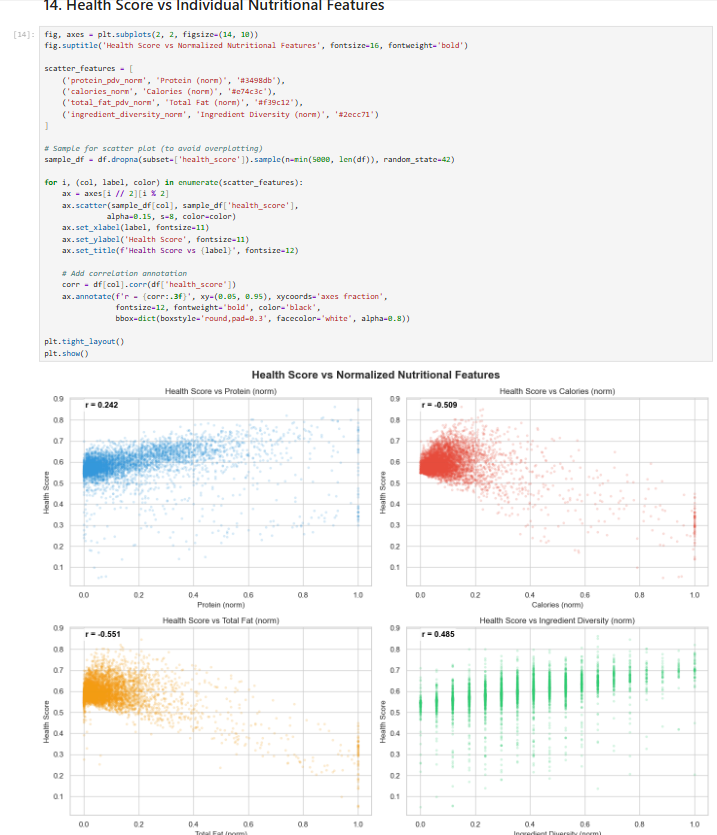 14. Health Score vs Individual Nutritional Features
[14]:
fig, axes = plt.subplots(2, 2, figsize=(14, 10))
fig.suptitle('Health Score vs Normalized Nutritional Features', fontsize=16, fontweight='bold')
scatter_features = [
('protein_pdv_norm', 'Protein (norm)', '#3498db'),
('calories_norm', 'Calories (norm)', '#e74c3c'),
('total_fat_pdv_norm', 'Total Fat (norm)', '#f39c12'),
('ingredient_diversity_norm', 'Ingredient Diversity (norm)', '#2ecc71')
]
# Sample for scatter plot (to avoid overplotting)
sample_df = df.dropna(subset=['health_score']).sample(n=min(5000, len(df)), random_state=42)
for i, (col, label, color) in enumerate(scatter_features):
ax = axes[i // 2][i % 2]
ax.scatter(sample_df[col], sample_df['health_score'],
alpha=0.15, s=8, color=color)
ax.set_xlabel(label, fontsize=11)
ax.set_ylabel('Health Score', fontsize=11)
ax.set_title(f'Health Score vs {label}', fontsize=12)
# Add correlation annotation
corr = df[col].corr(df['health_score'])
ax.annotate(f'r = {corr:.3f}', xy=(0.05, 0.95), xycoords='axes fraction',
fontsize=12, fontweight='bold', color='black',
bbox=dict(boxstyle='round,pad=0.3', facecolor='white', alpha=0.8))
plt.tight_layout()
plt.show()
Health Score vs Normalized Nutritional Features
Health Score vs Protein (norm)
r = 0.242
0.9
0.8
0.7
0.6
0.5
0.4
0.3
0.2
0.1
Health Score
0.0 0.2 0.4 0.6 0.8 1.0
Protein (norm)
Health Score vs Calories (norm)
r = -0.509
0.9
0.8
0.7
0.6
0.5
0.4
0.3
0.2
0.1
Health Score
0.0 0.2 0.4 0.6 0.8 1.0
Calories (norm)
Health Score vs Total Fat (norm)
r = -0.551
0.9
0.8
0.7
0.6
0.5
0.4
0.3
0.2
0.1
Health Score
0.0 0.2 0.4 0.6 0.8 1.0
Total Fat (norm)
Health Score vs Ingredient Diversity (norm)
r = 0.485
0.9
0.8
0.7
0.6
0.5
0.4
0.3
0.2
0.1
Health Score
0.0 0.2 0.4 0.6 0.8 1.0
Ingredient Diversity (norm)